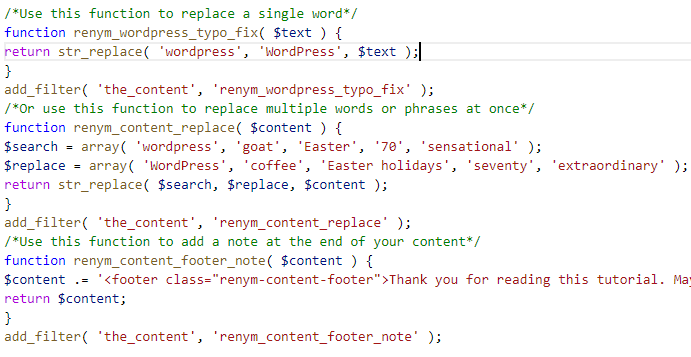 /*Use this function to replace a single word*/
function renym_wordpress_typo_fix( $text ) {
return str_replace( 'wordpress', 'WordPress', $text );
}
add_filter( 'the_content', 'renym_wordpress_typo_fix' );
/*Or use this function to replace multiple words or phrases at once*/
function renym_content_replace( $content ) {
$search = array( 'wordpress', 'goat', 'Easter', '70', 'sensational' );
$replace = array( 'WordPress', 'coffee', 'Easter holidays', 'seventy', 'extraordinary' );
return str_replace( $search, $replace, $content );
}
add_filter( 'the_content', 'renym_content_replace' );
/*Use this function to add a note at the end of your content*/
function renym_content_footer_note( $content ) {
$content .= '<footer class="renym-content-footer">Thank you for reading this tutorial. May
return $content;
}
add_filter( 'the_content', 'renym_content_footer_note' );